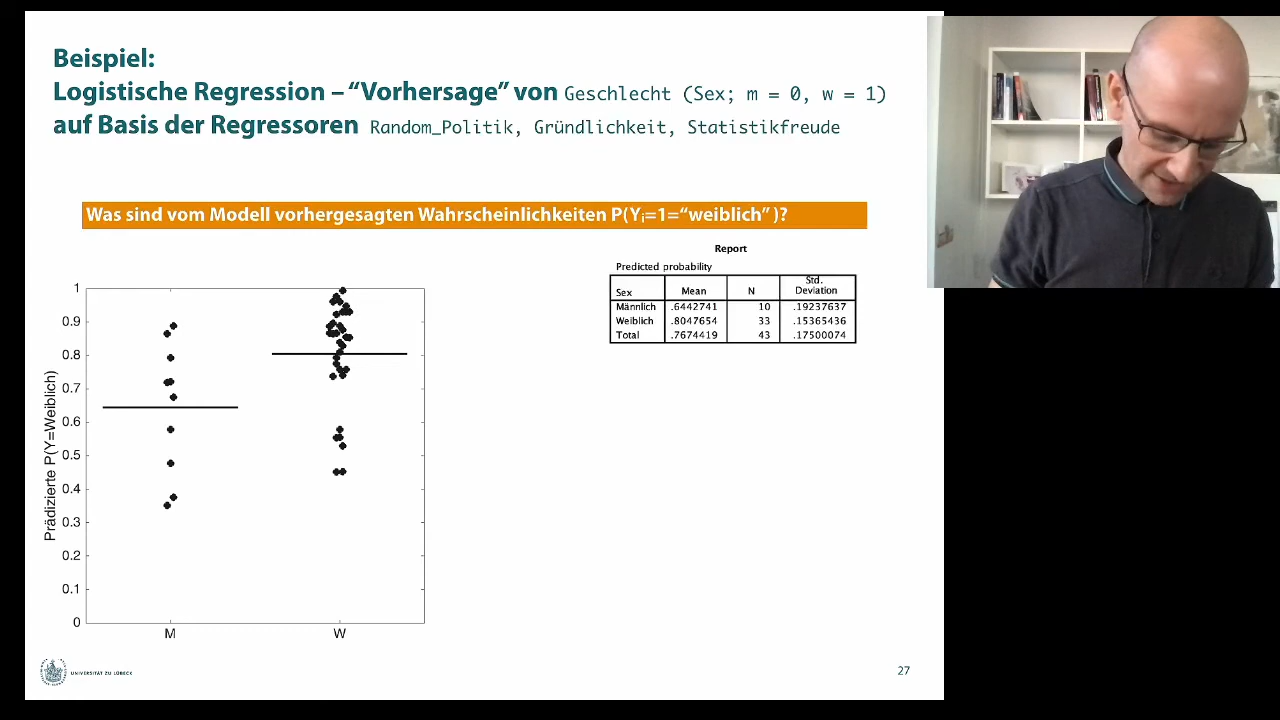 Beispiel:
Logistische Regression – “Vorhersage” von Geschlecht (Sex; m = 0, w = 1)
auf Basis der Regressoren Random_Politik, Gründlichkeit, Statistikfreude
Was sind vom Modell vorhergesagten Wahrscheinlichkeiten P(Yi=1=“weiblich” )?
Report
Predicted probability
Sex Mean N Std. Deviation
Männlich .6442741 10 .19237637
Weiblich .8047654 33 .15365436
Total .7674419 43 .17500074
Prädizierte P(Y=Weiblich)
1
0.9
0.8
0.7
0.6
0.5
0.4
0.3
0.2
0.1
0
M W
UNIVERSITÄT ZU LÜBECK
27